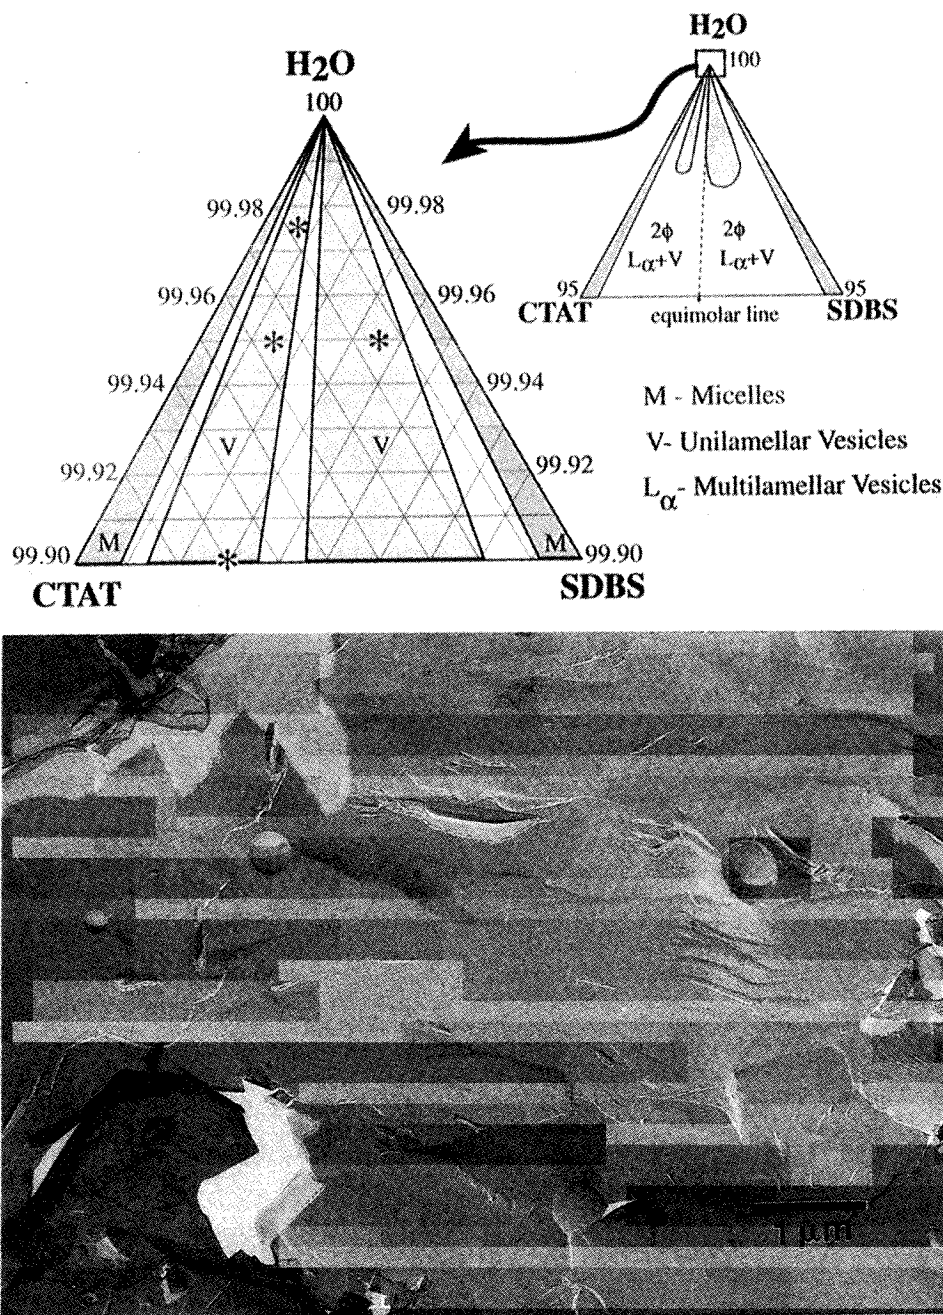 H2O
100
99.98
99.98
99.96
99.96
99.94
99.94
99.92
99.92
99.90
99.90
*
*
*
*
V
V
M
M
CTAT
SDBS
H2O
100
2ϕ
Lα+V
2ϕ
Lα+V
95
95
CTAT
equimolar line
SDBS
M - Micelles
V- Unilamellar Vesicles
Lα- Multilamellar Vesicles
1 µm